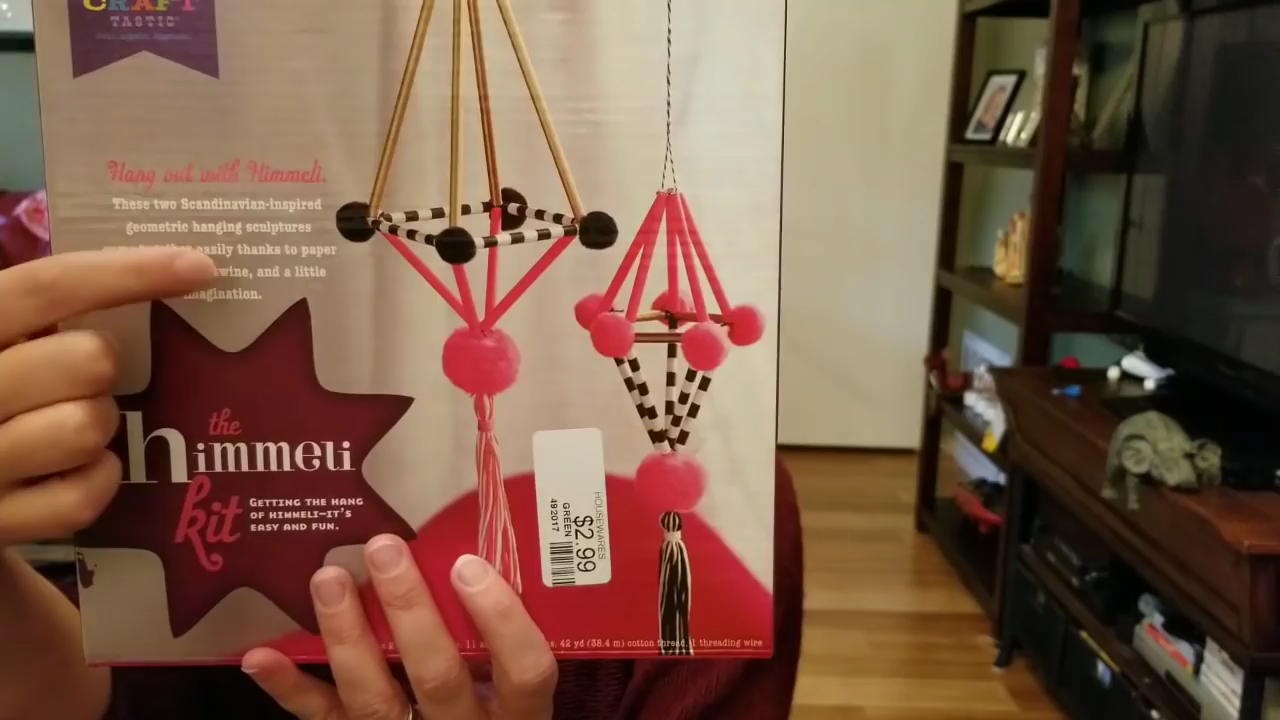 CRAFT
TASTIC
Hang out with Himmeli.
These two Scandinavian-inspired
geometric hanging sculptures
easily thanks to paper
twine, and a little
imagination.
the
himmeli
kit
GETTING THE HANG
OF HIMMELI—IT'S
EASY AND FUN.
HOUSEWARES
$2.99
GREEN
492017
11
42 yd (38.4 m) cotton thread, 1 threading wire